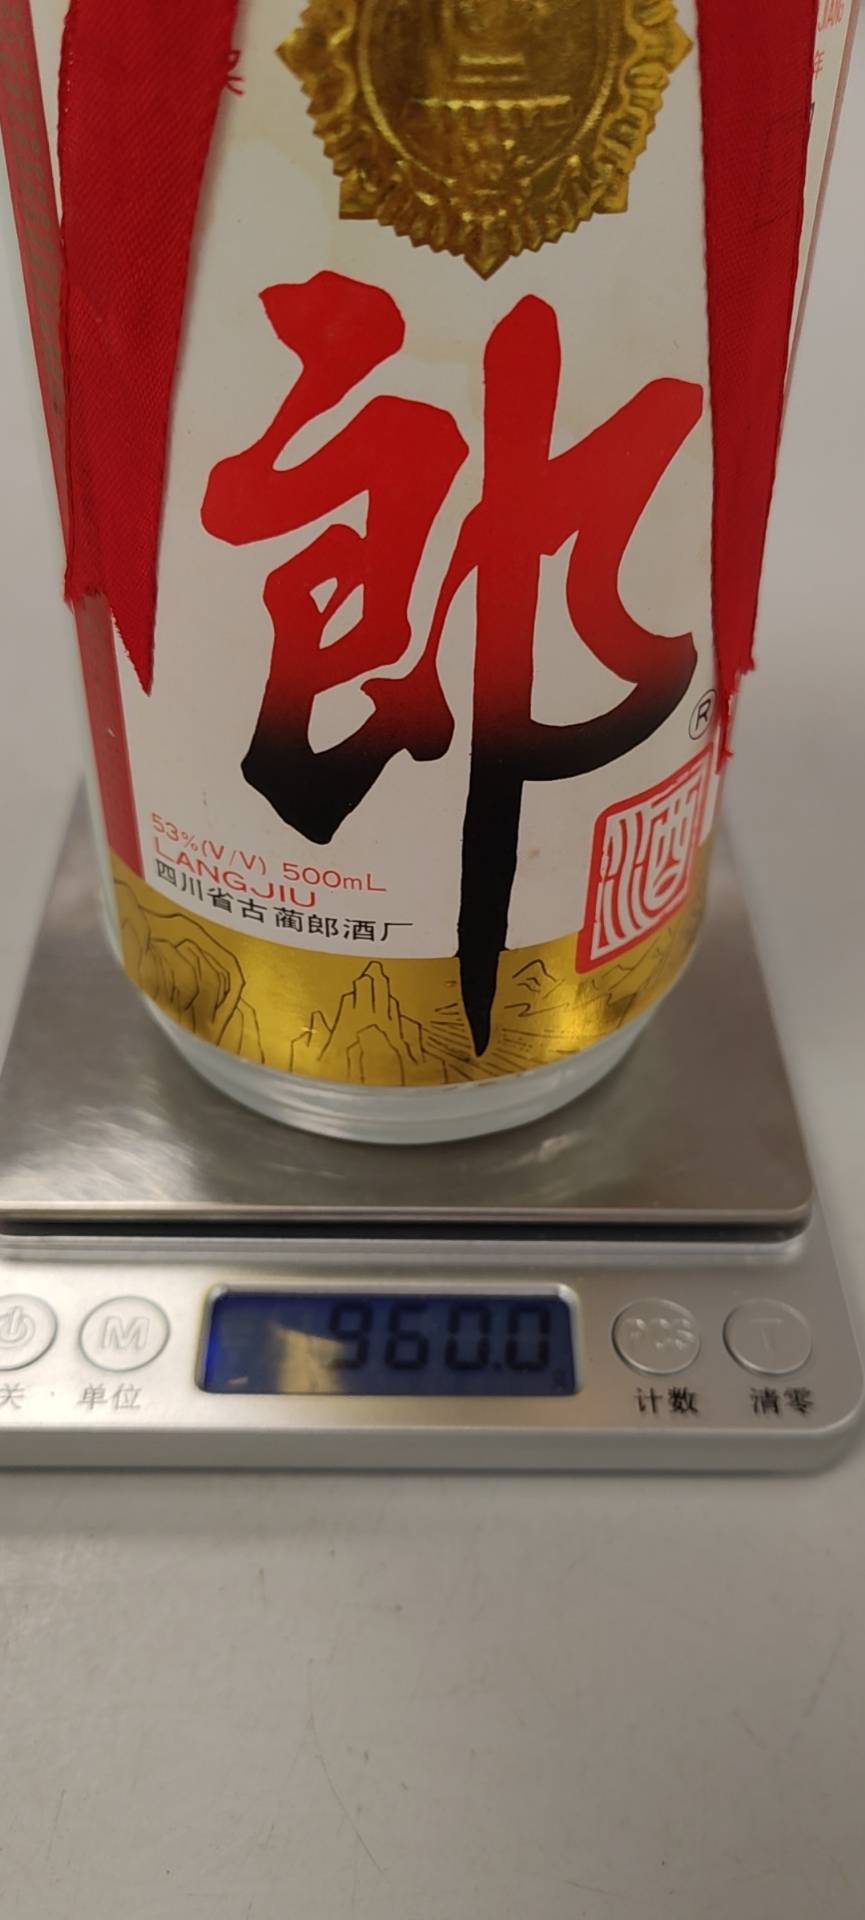 郎
®
酒
53%(V/V) 500mL
LANGJIU
四川省古蔺郎酒厂
960.0
M
PCS
T
关
单位
计数
清零